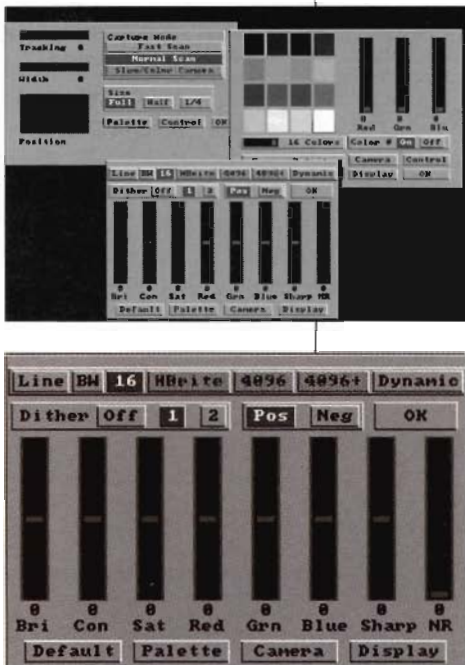 Tracking 0
Width 0
Position
Capture Mode
Fast Scan
Normal Scan
Slow/Color Camera
Size
Full Half 1/4
Palette Control OK
0 0 0
Red Grn Blu
16 Colors Color 0 On Off
Camera Control
Display OK
Line BW 16 HBrite 4096 4096+ Dynamic
Dither Off 1 2 Pos Neg OK
0 0 0 0 0 0 0 0
Bri Con Sat Red Grn Blue Sharp NR
Default Palette Camera Display
Line BW 16 HBrite 4096 4096+ Dynamic
Dither Off 1 2 Pos Neg OK
0 0 0 0 0 0 0 0
Bri Con Sat Red Grn Blue Sharp NR
Default Palette Camera Display